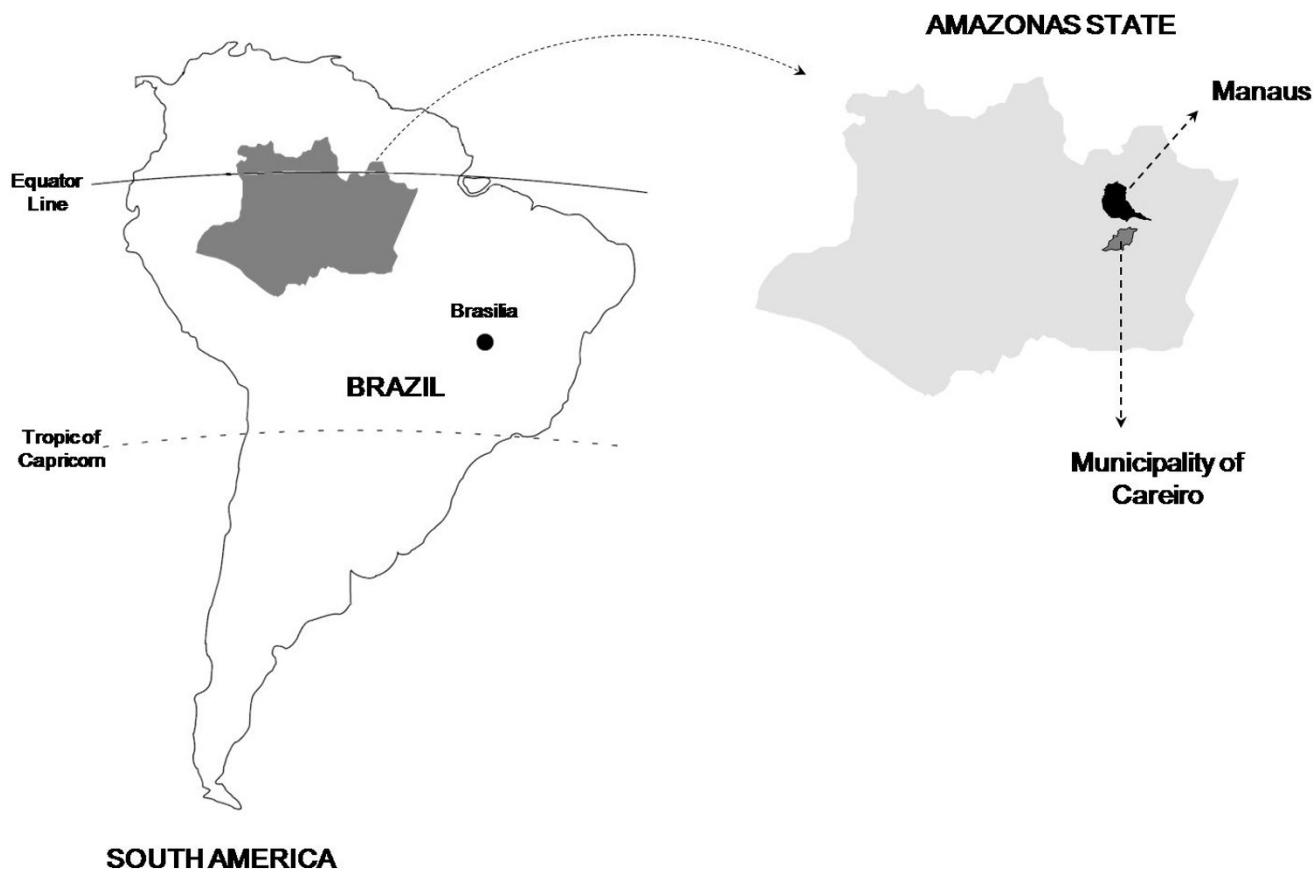 AMAZONAS STATE
Manaus
Equator
Line
Brasilia
BRAZIL
Tropic of
Capricorn
Municipality of
Careiro
SOUTH AMERICA